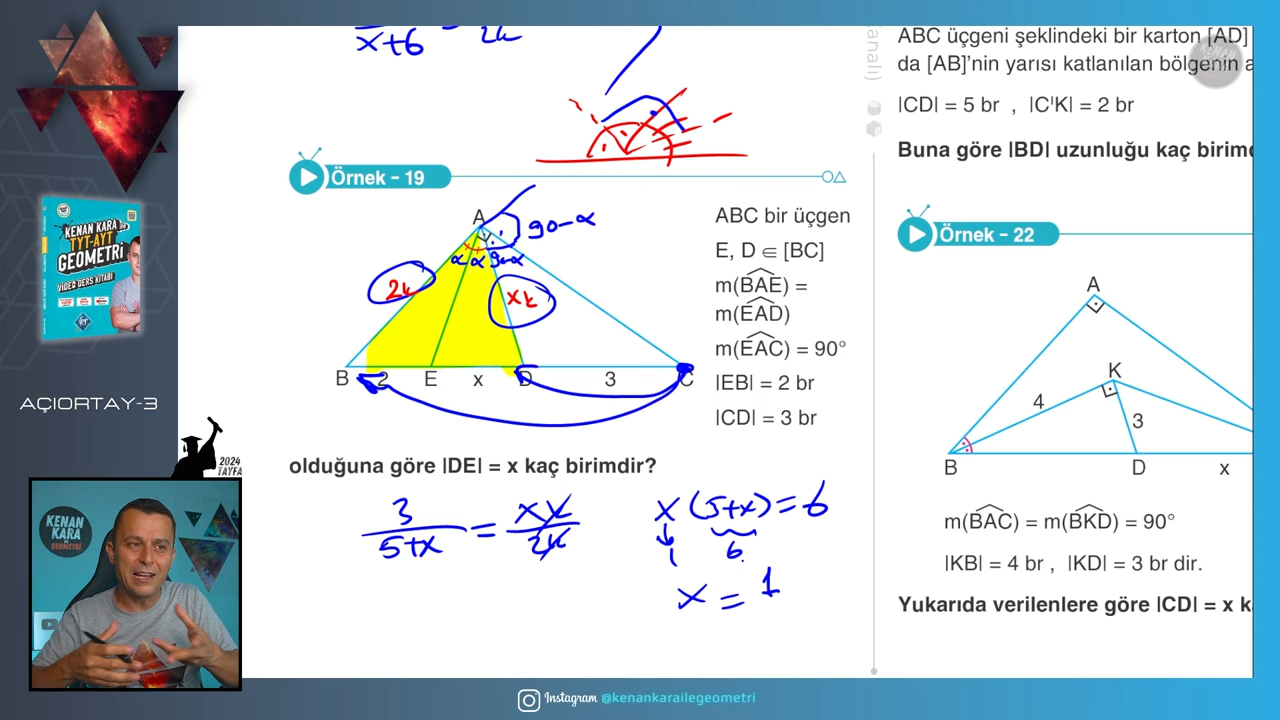 x+6
2k
Örnek – 19
A
90-α
α
α
90-α
2k
xk
B
2
E
x
D
3
C
ABC bir üçgen
E, D ∈ [BC]
m(BAE) =
m(EAD)
m(EAC) = 90°
|EB| = 2 br
|CD| = 3 br
olduğuna göre |DE| = x kaç birimdir?
3/(5+x) = xk/2k
x(5+x)=6
1
6
x = 1
ABC üçgeni şeklindeki bir karton [AD]
da [AB]'nin yarısı katlanılan bölgenin a
|CD| = 5 br , |C'K| = 2 br
Buna göre |BD| uzunluğu kaç birimd
Örnek – 22
A
K
4
3
B
D
x
m(BAC) = m(BKD) = 90°
|KB| = 4 br , |KD| = 3 br dir.
Yukarıda verilenlere göre |CD| = x k
KENAN KARA
TYT-AYT
GEOMETRİ
VİDEO DERS KİTABI
AÇIORTAY-3
2024
TAYFA
KENAN
KARA
GEOMETRİ
Instagram @kenankarailegeometri